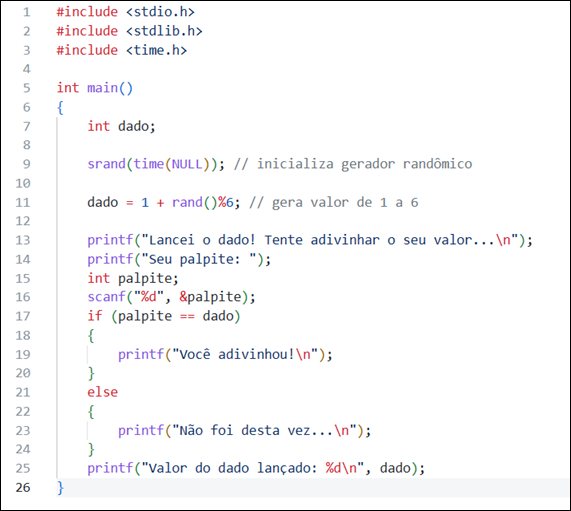 1 #include <stdio.h>
2 #include <stdlib.h>
3 #include <time.h>
4
5 int main()
6 {
7     int dado;
8
9     srand(time(NULL)); // inicializa gerador randômico
10
11     dado = 1 + rand()%6; // gera valor de 1 a 6
12
13     printf("Lancei o dado! Tente adivinhar o seu valor...\n");
14     printf("Seu palpite: ");
15     int palpite;
16     scanf("%d", &palpite);
17     if (palpite == dado)
18     {
19         printf("Você adivinhou!\n");
20     }
21     else
22     {
23         printf("Não foi desta vez...\n");
24     }
25     printf("Valor do dado lançado: %d\n", dado);
26 }